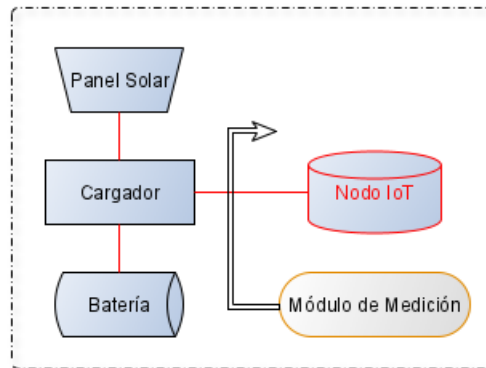 Panel Solar
Cargador
Nodo IoT
Batería
Módulo de Medición